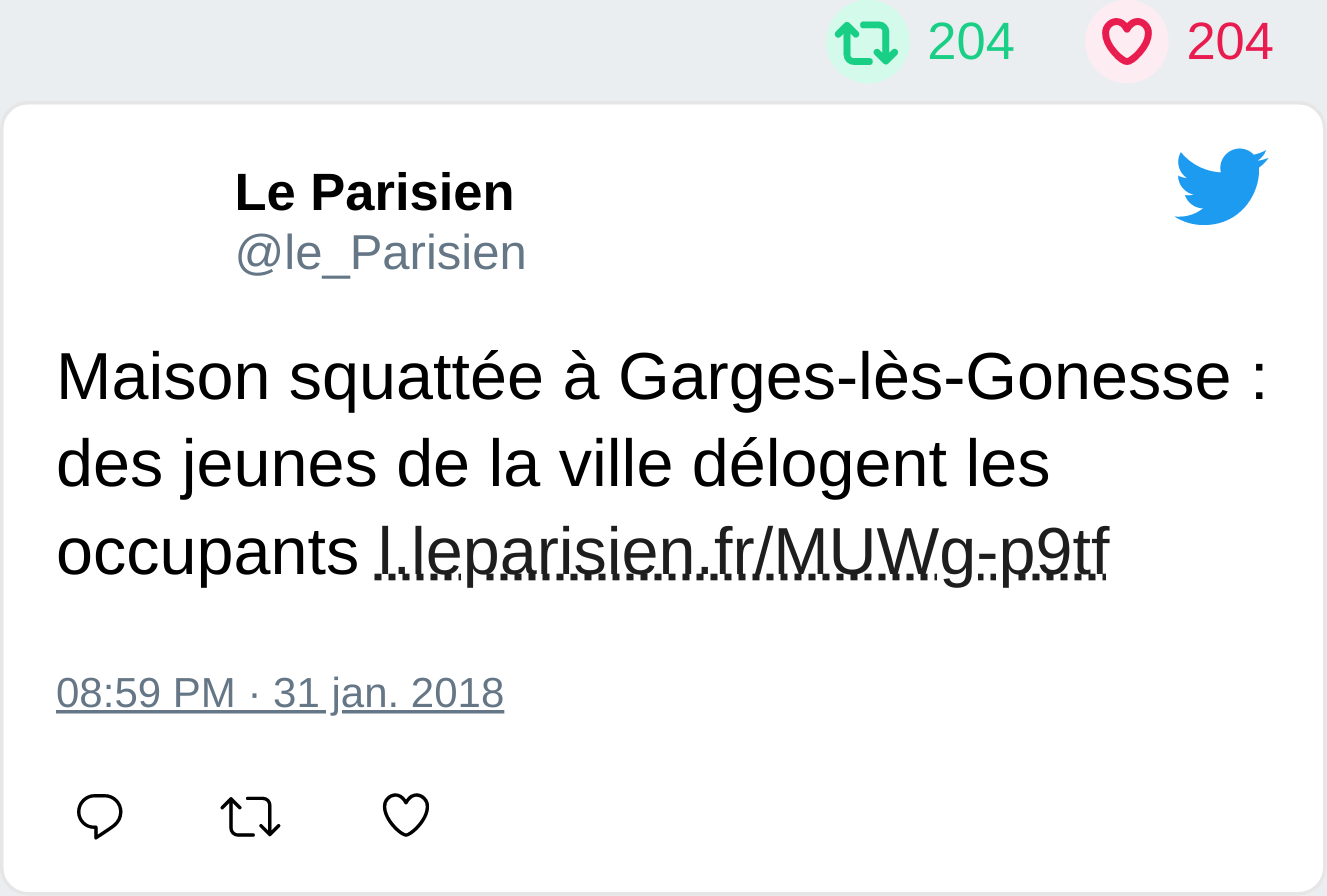 204 204
Le Parisien
@le_Parisien
Maison squattée à Garges-lès-Gonesse :
des jeunes de la ville délogent les
occupants l.leparisien.fr/MUWg-p9tf
08:59 PM · 31 jan. 2018